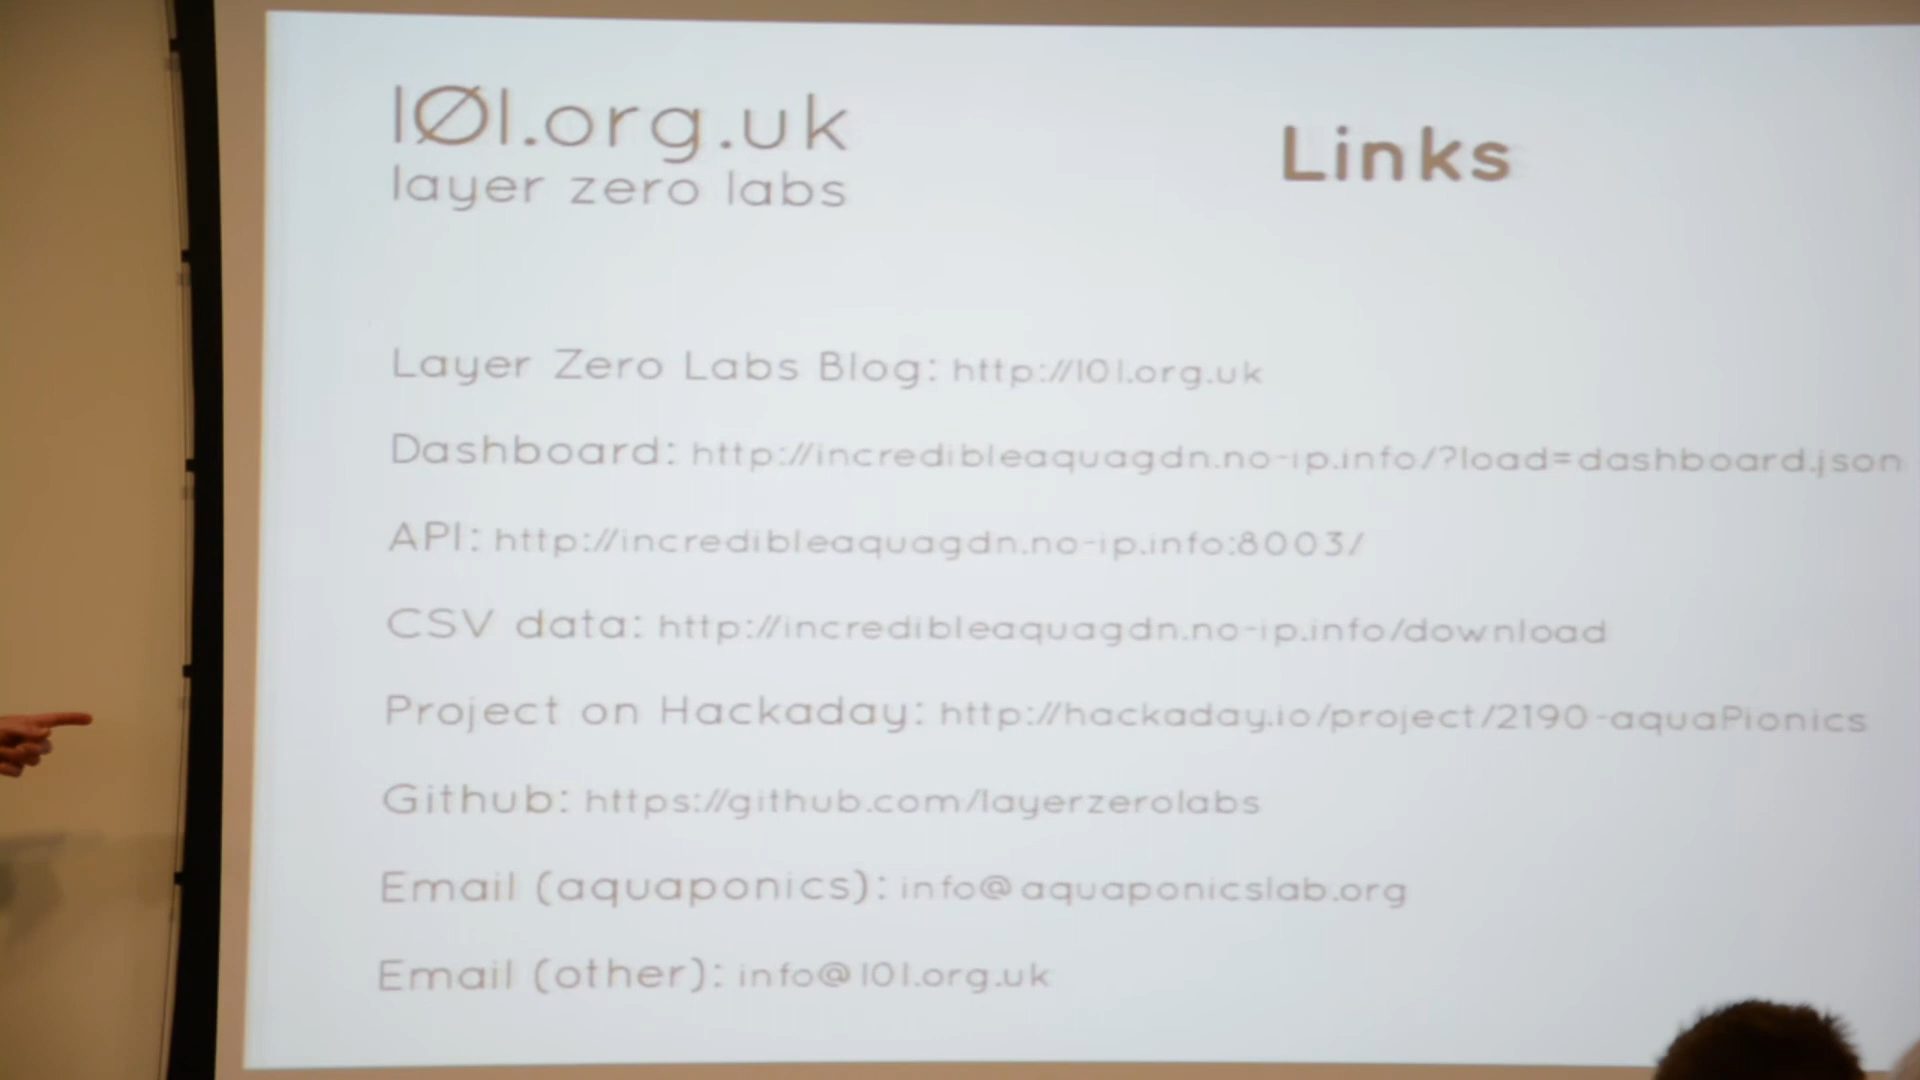 l0l.org.uk
layer zero labs
Links
Layer Zero Labs Blog: http://l0l.org.uk
Dashboard: http://incredibleaquagdn.no-ip.info/?load=dashboard.json
API: http://incredibleaquagdn.no-ip.info:8003/
CSV data: http://incredibleaquagdn.no-ip.info/download
Project on Hackaday: http://hackaday.io/project/2190-aquaPionics
Github: https://github.com/layerzerolabs
Email (aquaponics): info@aquaponicslab.org
Email (other): info@l0l.org.uk